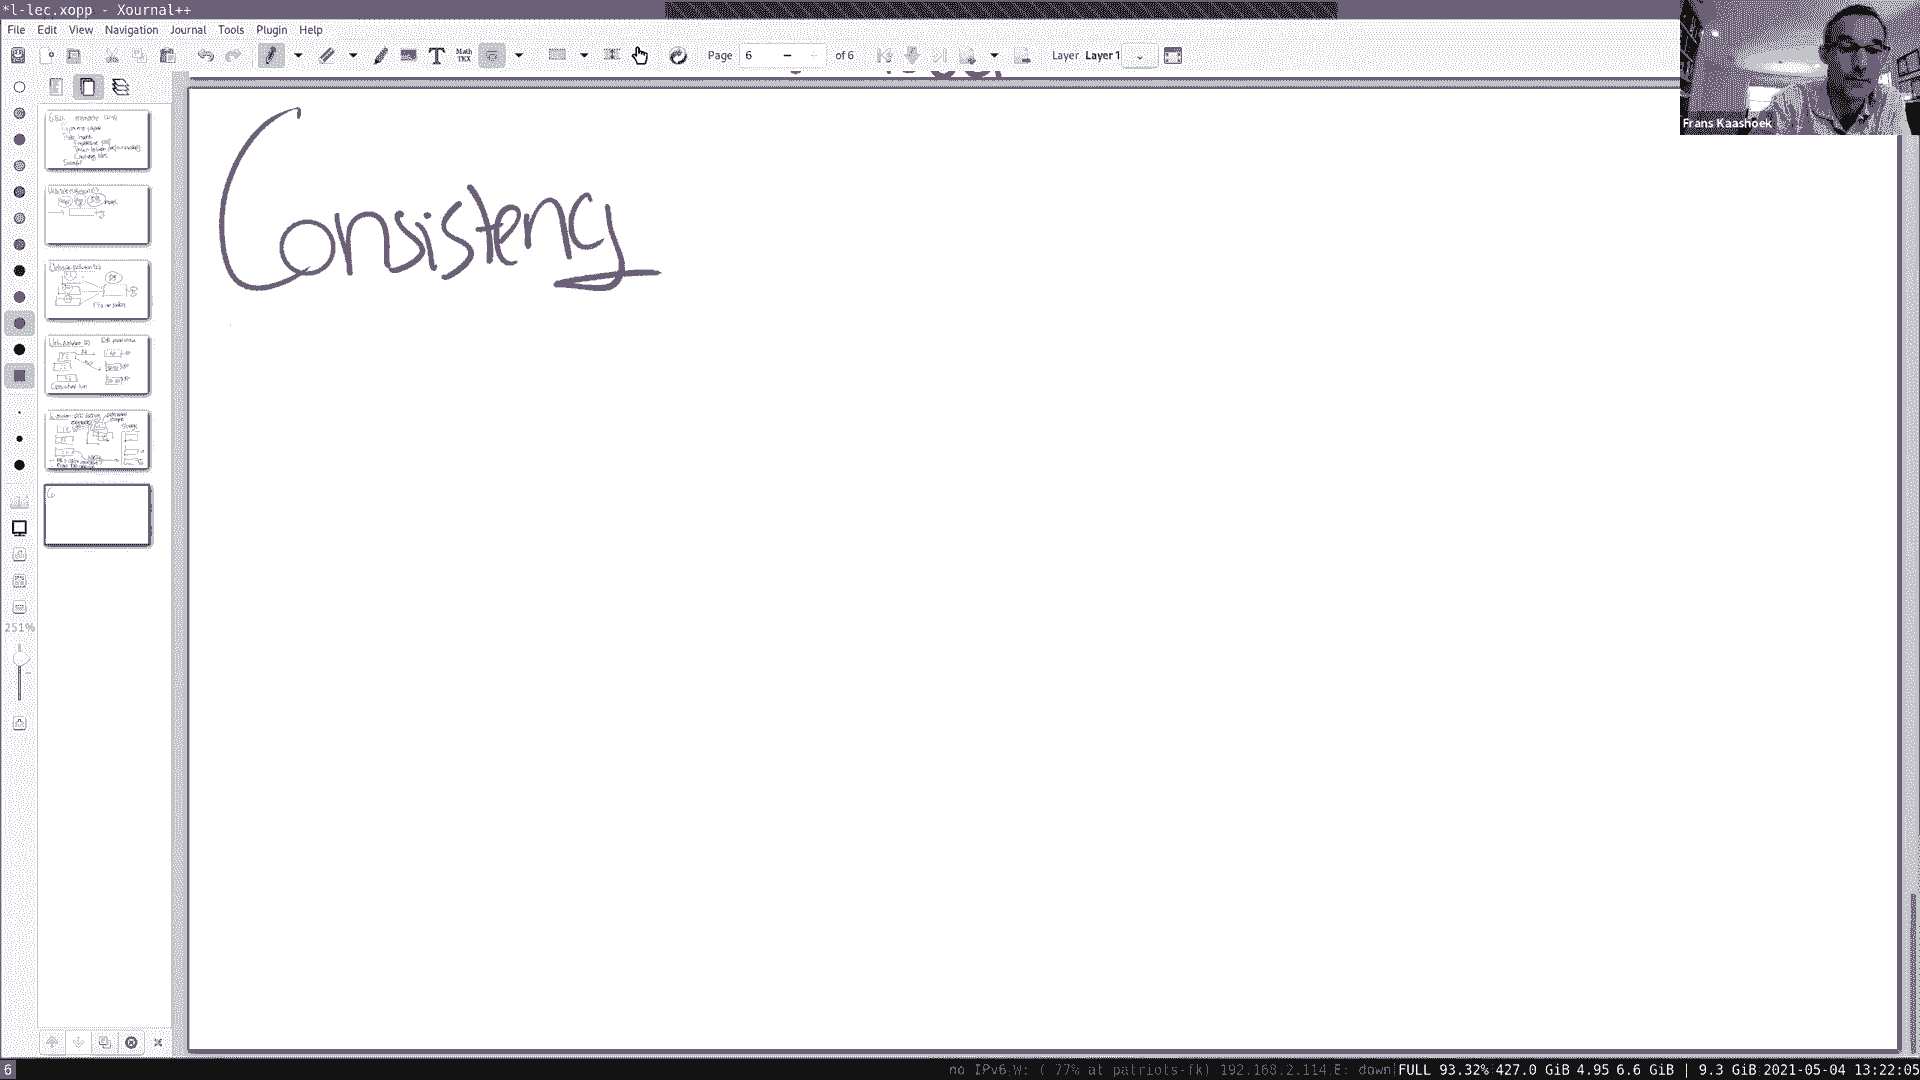 *l-lec.xopp - Xournal++
File Edit View Navigation Journal Tools Plugin Help
Page 6 of 6 Layer Layer 1
Frans Kaashoek
Consistency
251%
6 no IPv6 W: ( 77% at patriots-fk) 192.168.2.114 E: down FULL 93.32% 427.0 GiB 4.95 6.6 GiB | 9.3 GiB 2021-05-04 13:22:05